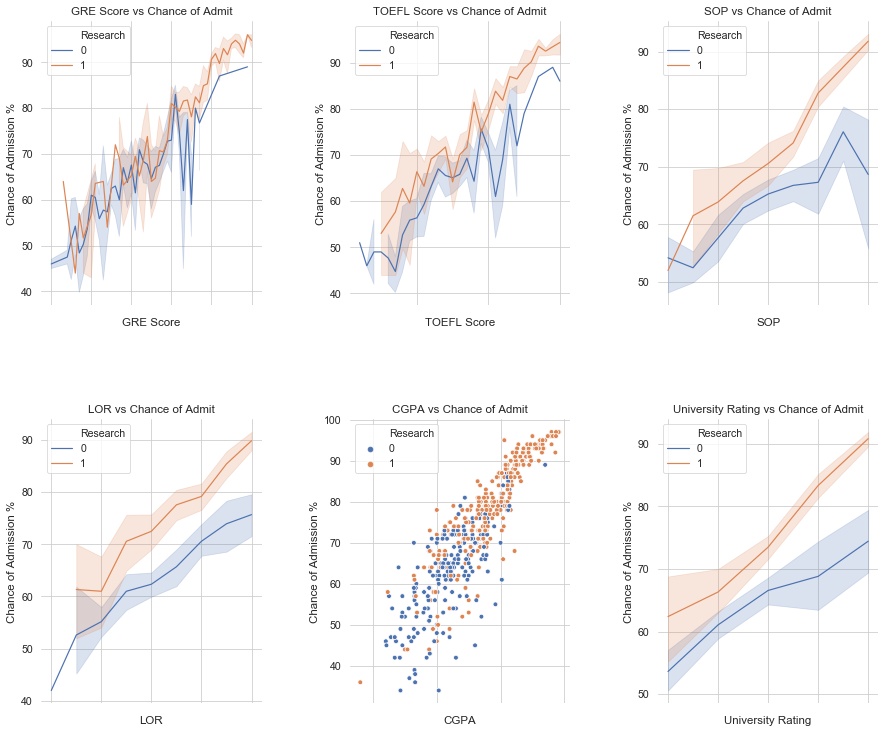 GRE Score vs Chance of Admit
Research
0
1
90
80
70
60
50
40
Chance of Admission %
GRE Score
TOEFL Score vs Chance of Admit
Research
0
1
90
80
70
60
50
40
Chance of Admission %
TOEFL Score
SOP vs Chance of Admit
Research
0
1
90
80
70
60
50
Chance of Admission %
SOP
LOR vs Chance of Admit
Research
0
1
90
80
70
60
50
40
Chance of Admission %
LOR
CGPA vs Chance of Admit
Research
0
1
100
90
80
70
60
50
40
Chance of Admission %
CGPA
University Rating vs Chance of Admit
Research
0
1
90
80
70
60
50
Chance of Admission %
University Rating